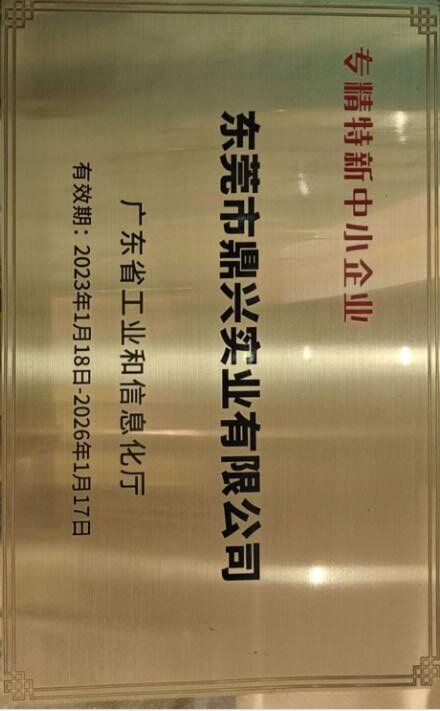 专精特新中小企业
东莞市鼎兴实业有限公司
广东省工业和信息化厅
有效期：2023年1月18日-2026年1月17日